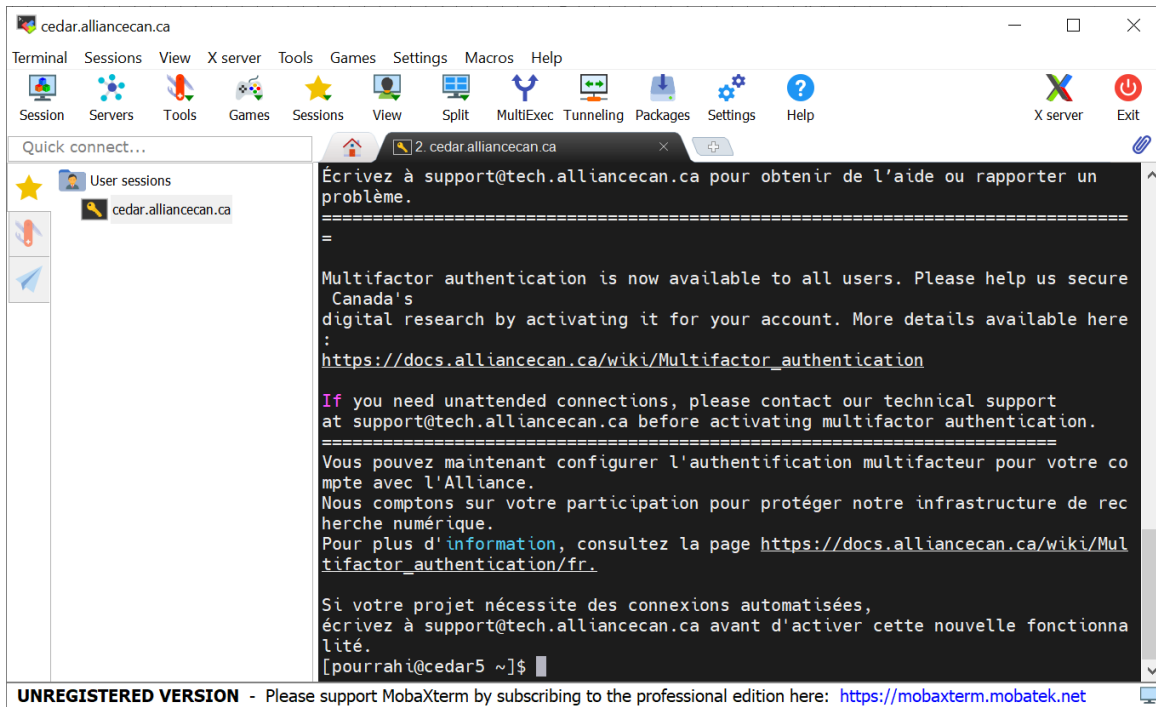 cedar.alliancecan.ca
Terminal Sessions View X server Tools Games Settings Macros Help
Session Servers Tools Games Sessions View Split MultiExec Tunneling Packages Settings Help X server Exit
Quick connect...
2. cedar.alliancecan.ca
User sessions
cedar.alliancecan.ca
Écrivez à support@tech.alliancecan.ca pour obtenir de l’aide ou rapporter un
problème.
===============================================================================
=
Multifactor authentication is now available to all users. Please help us secure
Canada's
digital research by activating it for your account. More details available here
:
https://docs.alliancecan.ca/wiki/Multifactor_authentication
If you need unattended connections, please contact our technical support
at support@tech.alliancecan.ca before activating multifactor authentication.
========================================================================
Vous pouvez maintenant configurer l'authentification multifacteur pour votre co
mpte avec l'Alliance.
Nous comptons sur votre participation pour protéger notre infrastructure de rec
herche numérique.
Pour plus d'information, consultez la page https://docs.alliancecan.ca/wiki/Mul
tifactor_authentication/fr.
Si votre projet nécessite des connexions automatisées,
écrivez à support@tech.alliancecan.ca avant d'activer cette nouvelle fonctionna
lité.
[pourrahi@cedar5 ~]$
UNREGISTERED VERSION - Please support MobaXterm by subscribing to the professional edition here: https://mobaxterm.mobatek.net